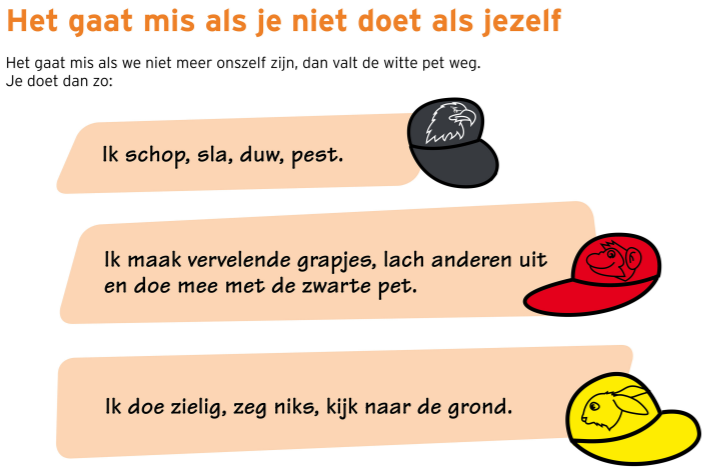 Het gaat mis als je niet doet als jezelf
Het gaat mis als we niet meer onszelf zijn, dan valt de witte pet weg.
Je doet dan zo:
Ik schop, sla, duw, pest.
Ik maak vervelende grapjes, lach anderen uit
en doe mee met de zwarte pet.
Ik doe zielig, zeg niks, kijk naar de grond.